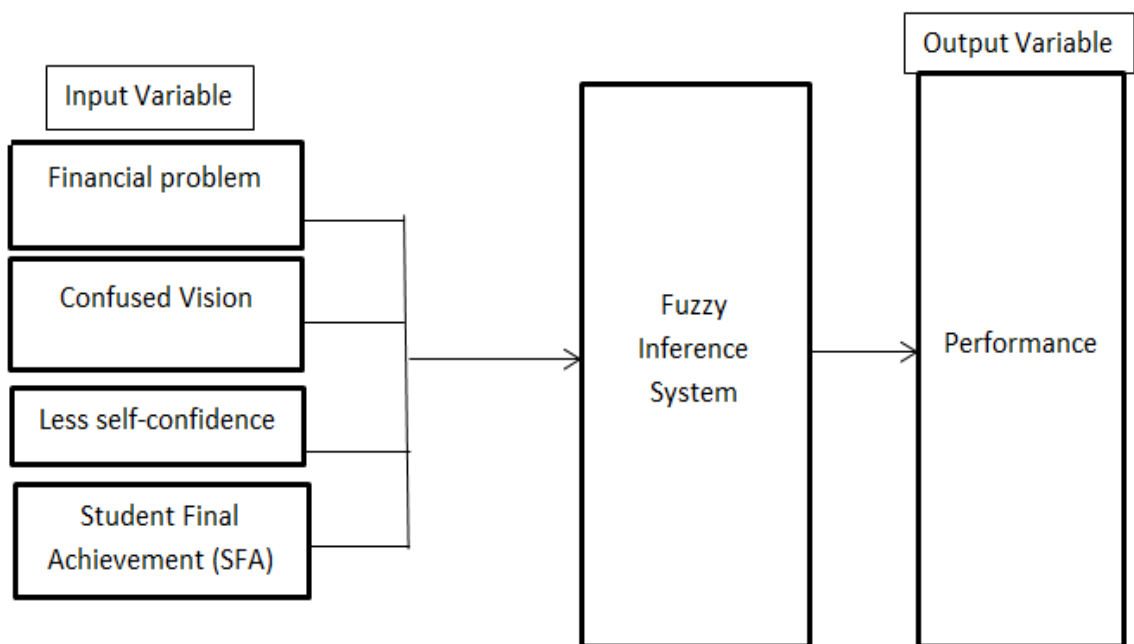 Input Variable
Financial problem
Confused Vision
Less self-confidence
Student Final
Achievement (SFA)
Fuzzy
Inference
System
Output Variable
Performance